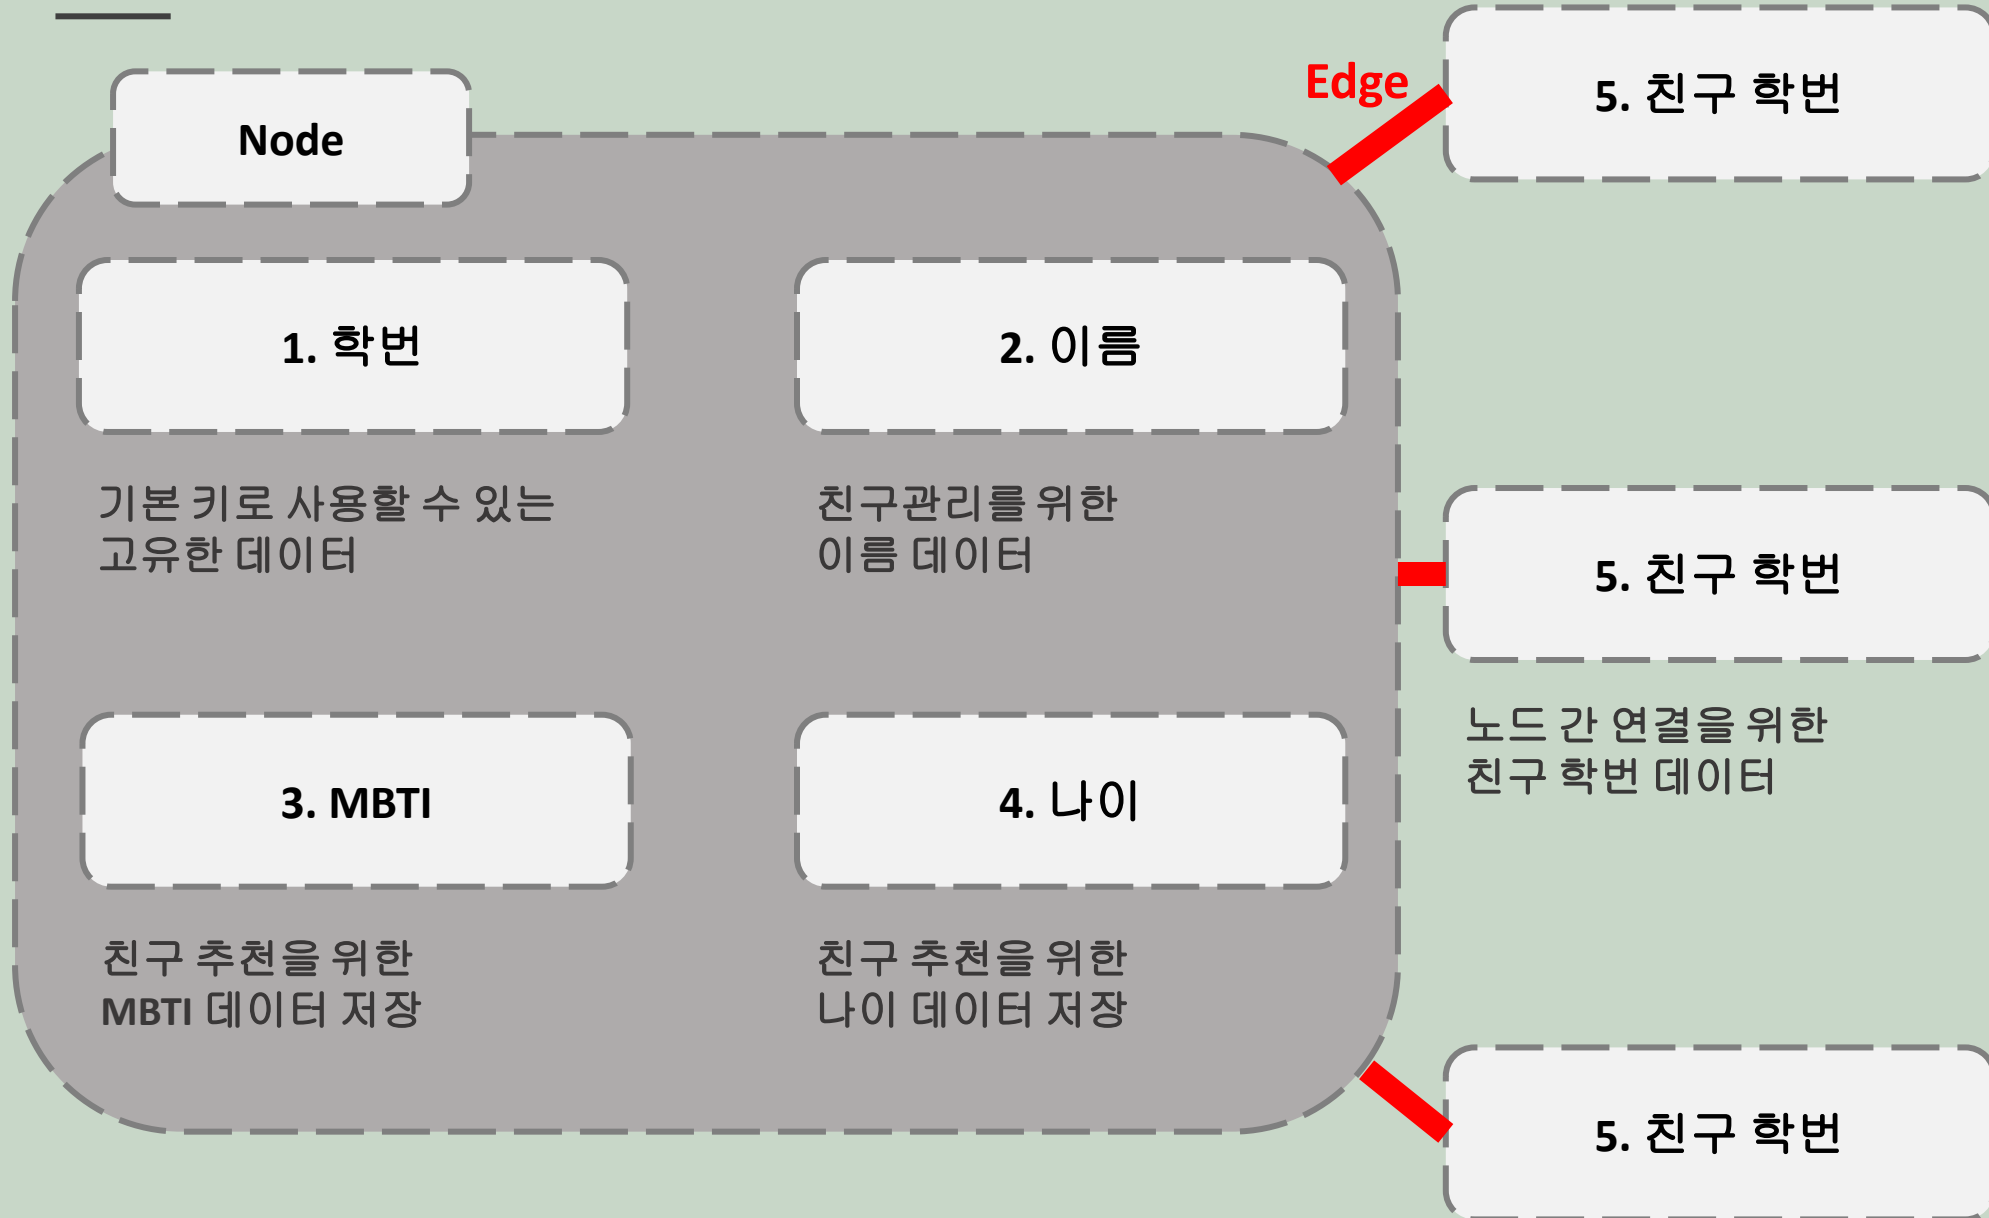 Edge
5. 친구 학번
Node
1. 학번
2. 이름
기본 키로 사용할 수 있는
고유한 데이터
친구관리를 위한
이름 데이터
5. 친구 학번
노드 간 연결을 위한
친구 학번 데이터
3. MBTI
4. 나이
친구 추천을 위한
MBTI 데이터 저장
친구 추천을 위한
나이 데이터 저장
5. 친구 학번